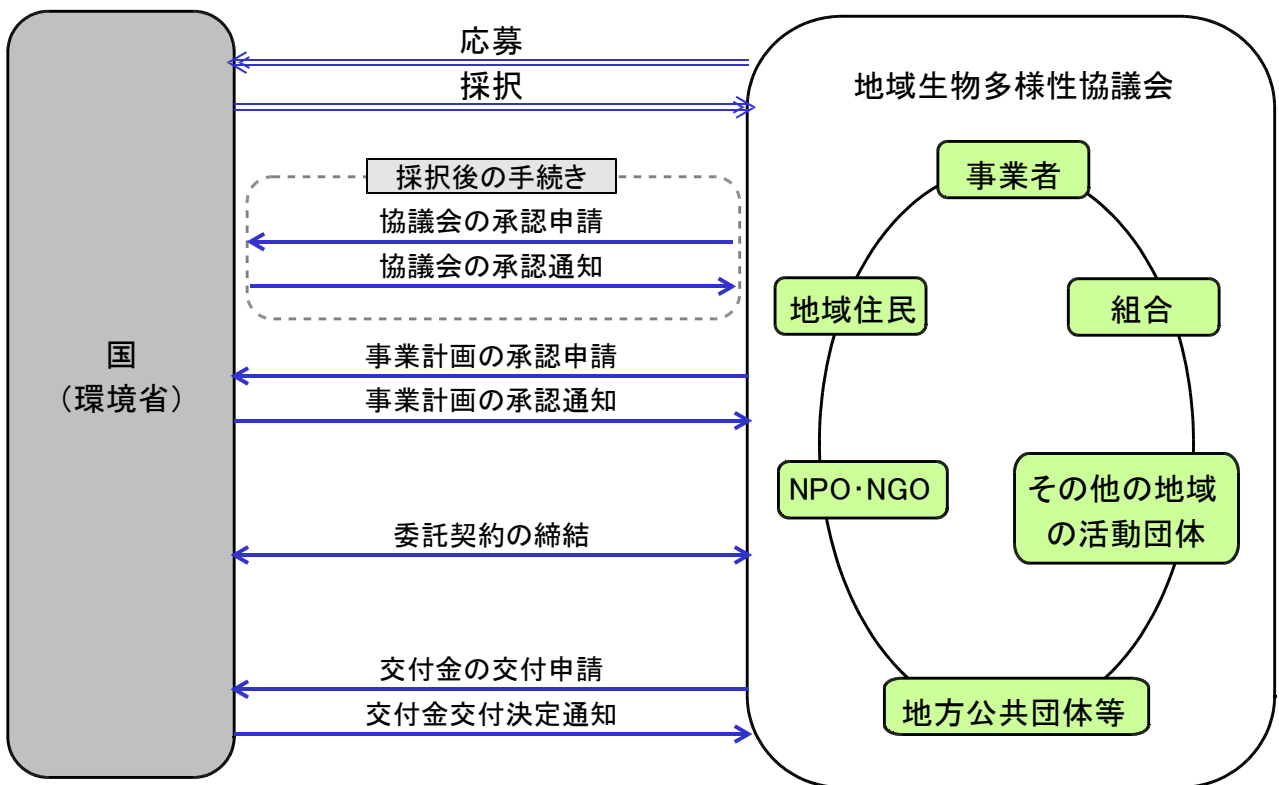 応募
採択
採択後の手続き
協議会の承認申請
協議会の承認通知
国
（環境省）
事業計画の承認申請
事業計画の承認通知
委託契約の締結
交付金の交付申請
交付金交付決定通知
地域生物多様性協議会
事業者
地域住民
組合
NPO・NGO
その他の地域
の活動団体
地方公共団体等